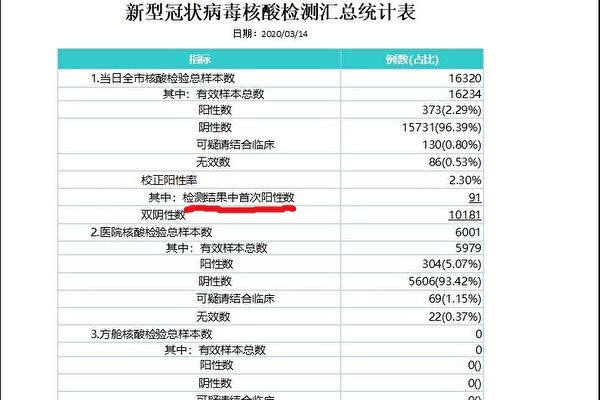 新型冠状病毒核酸检测汇总统计表
日期：2020/03/14
指标 例数(占比)
1.当日全市核酸检验总样本数 16320
其中：有效样本总数 16234
阳性数 373(2.29%)
阴性数 15731(96.39%)
可疑请结合临床 130(0.80%)
无效数 86(0.53%)
校正阳性率 2.30%
其中：检测结果中首次阳性数 91
双阴性数 10181
2.医院核酸检验总样本数 6001
其中：有效样本总数 5979
阳性数 304(5.07%)
阴性数 5606(93.42%)
可疑请结合临床 69(1.15%)
无效数 22(0.37%)
3.方舱核酸检验总样本数 0
其中：有效样本总数 0
阳性数 0()
阴性数 0()
可疑请结合临床 0()